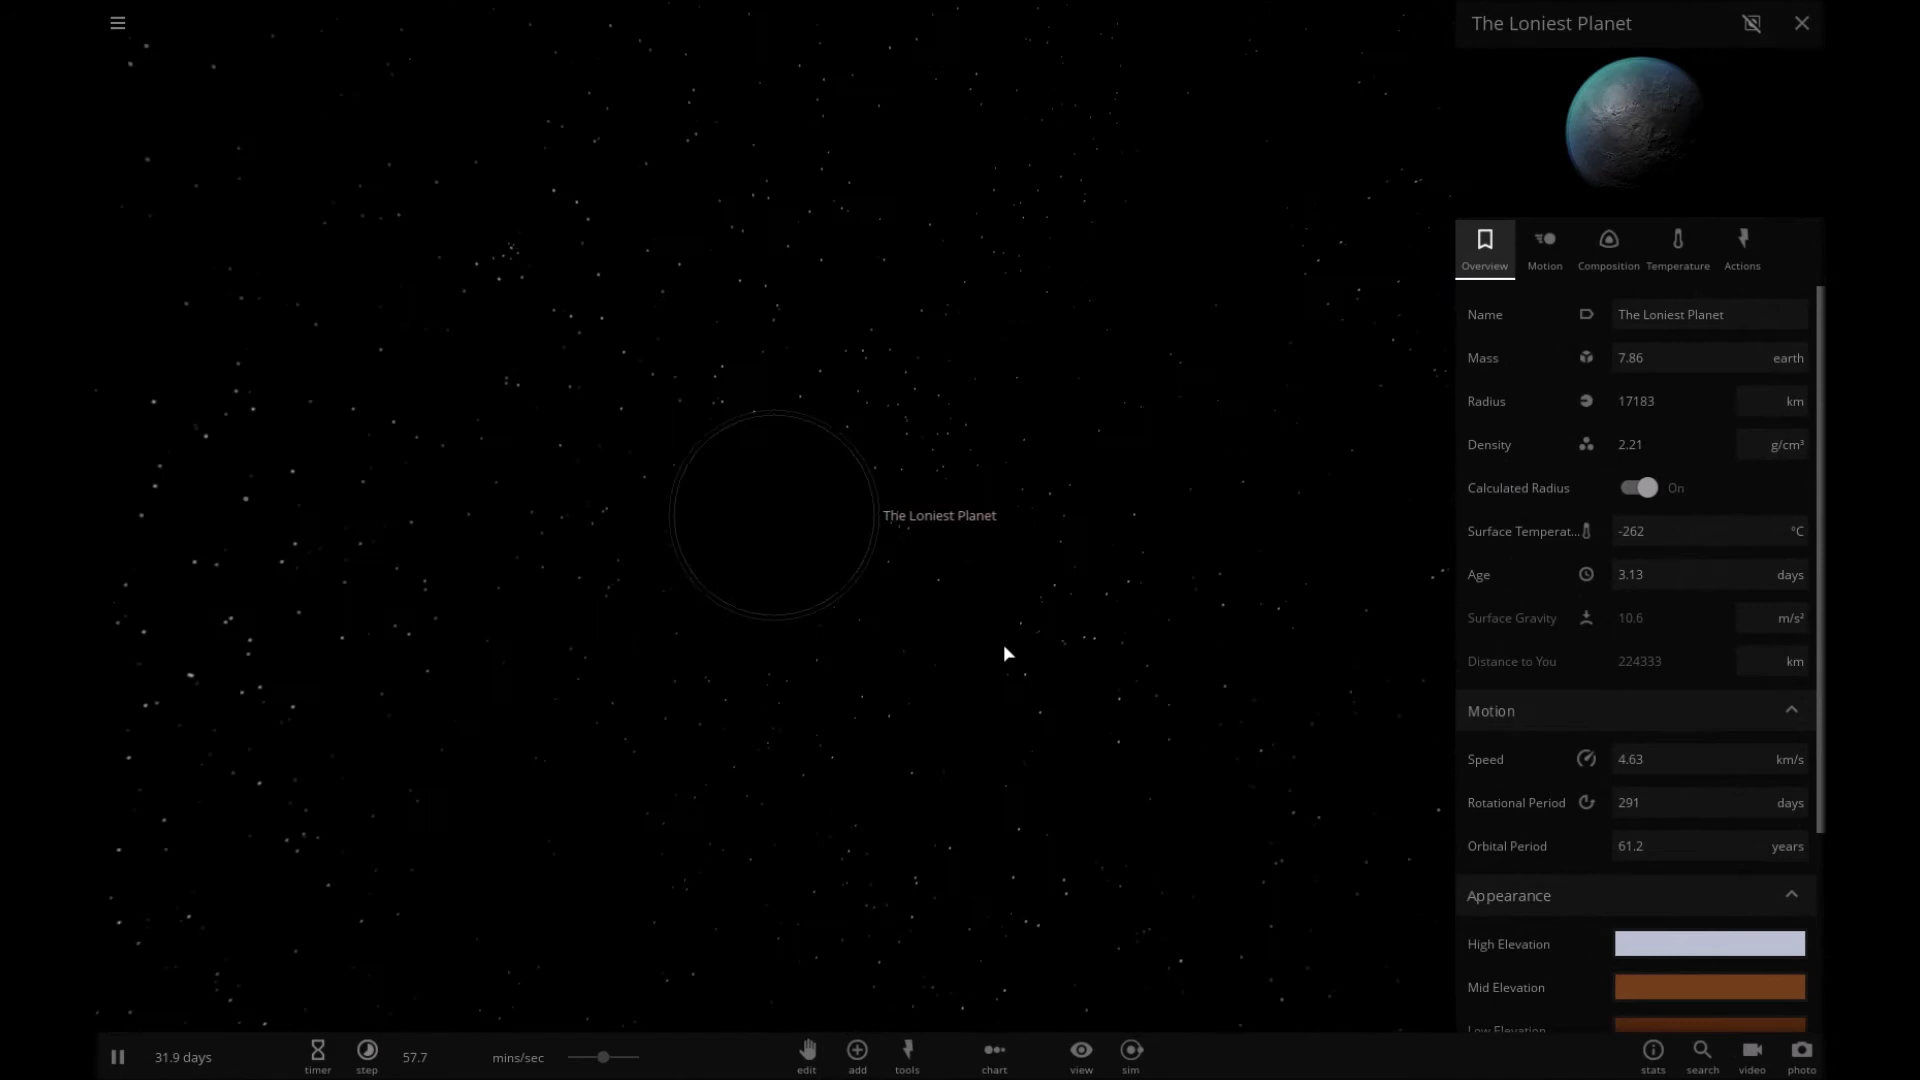 The Loniest Planet
Overview Motion Composition Temperature Actions
Name The Loniest Planet
Mass 7.86 earth
Radius 17183 km
Density 2.21 g/cm³
Calculated Radius On
Surface Temperat... -262 °C
Age 3.13 days
Surface Gravity 10.6 m/s²
Distance to You 224333 km
Motion
Speed 4.63 km/s
Rotational Period 291 days
Orbital Period 61.2 years
Appearance
High Elevation
Mid Elevation
Low Elevation
The Loniest Planet
31.9 days timer step 57.7 mins/sec edit add tools chart view sim stats search video photo